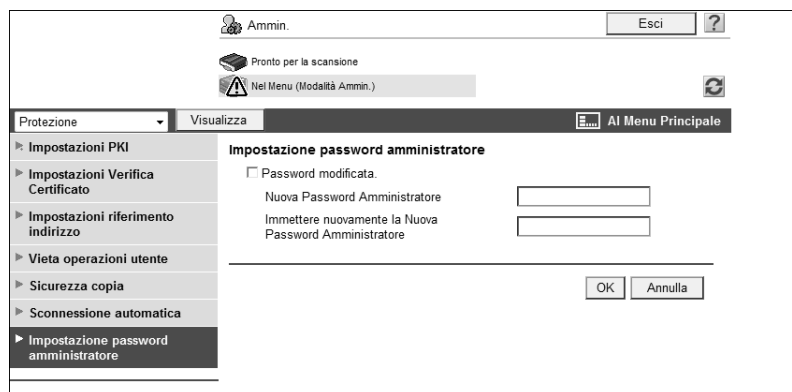 Ammin.
Esci
?
Pronto per la scansione
Nel Menu (Modalità Ammin.)
Protezione
Visualizza
Al Menu Principale
Impostazioni PKI
Impostazioni Verifica
Certificato
Impostazioni riferimento
indirizzo
Vieta operazioni utente
Sicurezza copia
Sconnessione automatica
Impostazione password
amministratore
Impostazione password amministratore
Password modificata.
Nuova Password Amministratore
Immettere nuovamente la Nuova
Password Amministratore
OK
Annulla